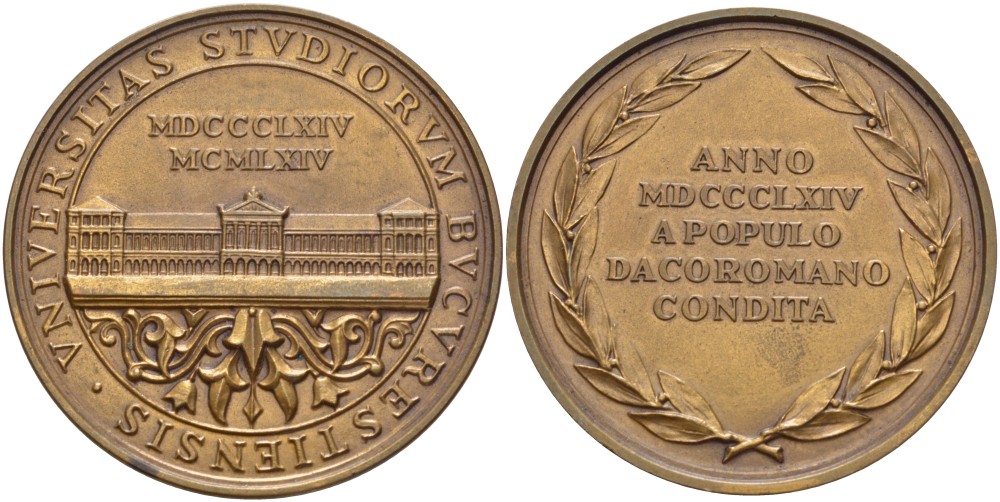 VNIVERSITAS STVDIORVM BVCVRESTIENSIS ·
MDCCCLXIV
MCMLXIV
ANNO
MDCCCLXIV
A POPULO
DACOROMANO
CONDITA